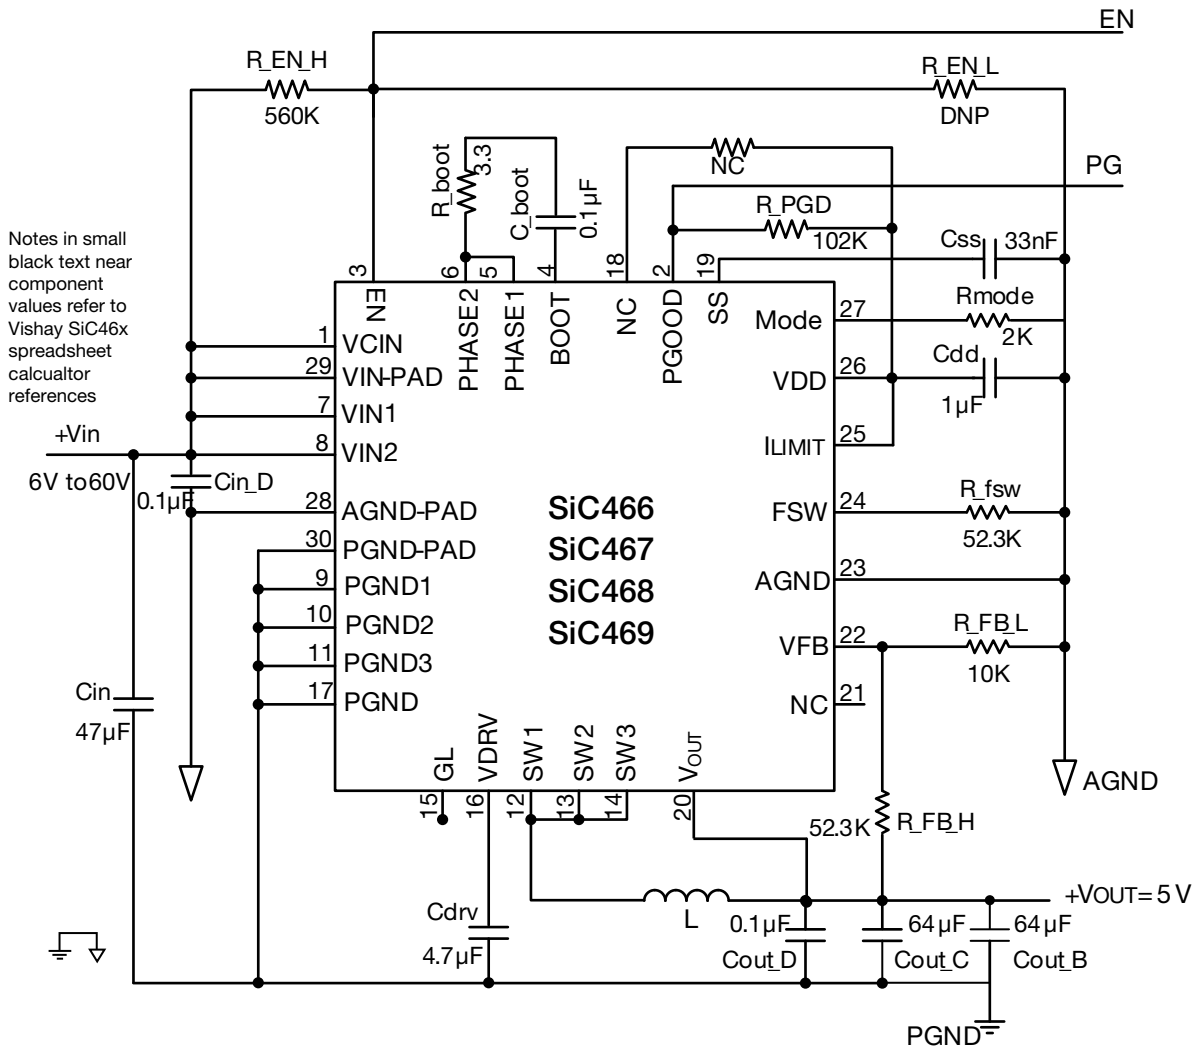 EN
R_EN_H
560K
R_EN_L
DNP
R_boot
3.3
C_boot
0.1µF
NC
PG
R_PGD
102K
Css
33nF
Notes in small
black text near
component
values refer to
Vishay SiC46x
spreadsheet
calcualtor
references
3
6
5
4
18
2
19
EN
PHASE2
PHASE1
BOOT
NC
PGOOD
SS
Mode
27
Rmode
2K
1
VCIN
29
VIN-PAD
7
VIN1
8
VIN2
VDD
26
Cdd
1µF
ILIMIT
25
+Vin
6V to60V
Cin_D
0.1µF
28
AGND-PAD
30
PGND-PAD
9
PGND1
10
PGND2
11
PGND3
17
PGND
SiC466
SiC467
SiC468
SiC469
FSW
24
R_fsw
52.3K
AGND
23
VFB
22
R_FB_L
10K
NC
21
Cin
47µF
GL
VDRV
SW1
SW2
SW3
VOUT
15
16
12
13
14
20
AGND
52.3K
R_FB_H
+VOUT= 5 V
L
Cdrv
4.7µF
0.1µF
Cout_D
64µF
Cout_C
64µF
Cout_B
PGND